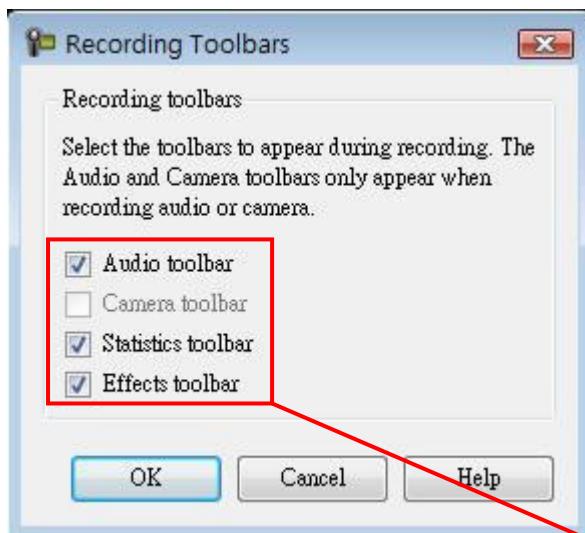 Recording Toolbars
Recording toolbars
Select the toolbars to appear during recording. The
Audio and Camera toolbars only appear when
recording audio or camera.
Audio toolbar
Camera toolbar
Statistics toolbar
Effects toolbar
OK Cancel Help